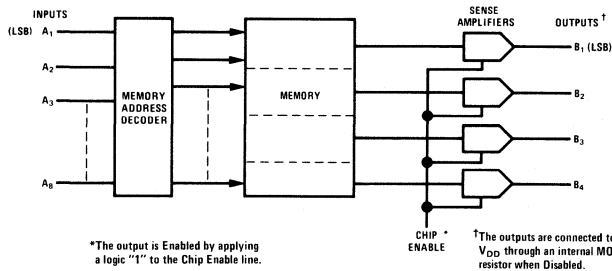 INPUTS
(LSB) A1
A2
A3
A8
MEMORY
ADDRESS
DECODER
MEMORY
SENSE
AMPLIFIERS
OUTPUTS †
B1 (LSB)
B2
B3
B4
CHIP *
ENABLE
*The output is Enabled by applying
a logic "1" to the Chip Enable line.
†The outputs are connected to
VDD through an internal MO
resistor when Disabled.